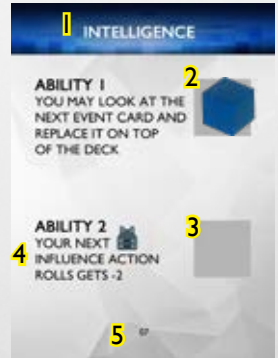 1 INTELLIGENCE
ABILITY 1 2
YOU MAY LOOK AT THE
NEXT EVENT CARD AND
REPLACE IT ON TOP
OF THE DECK
ABILITY 2 3
YOUR NEXT
4 INFLUENCE ACTION
ROLLS GETS -2
5 07